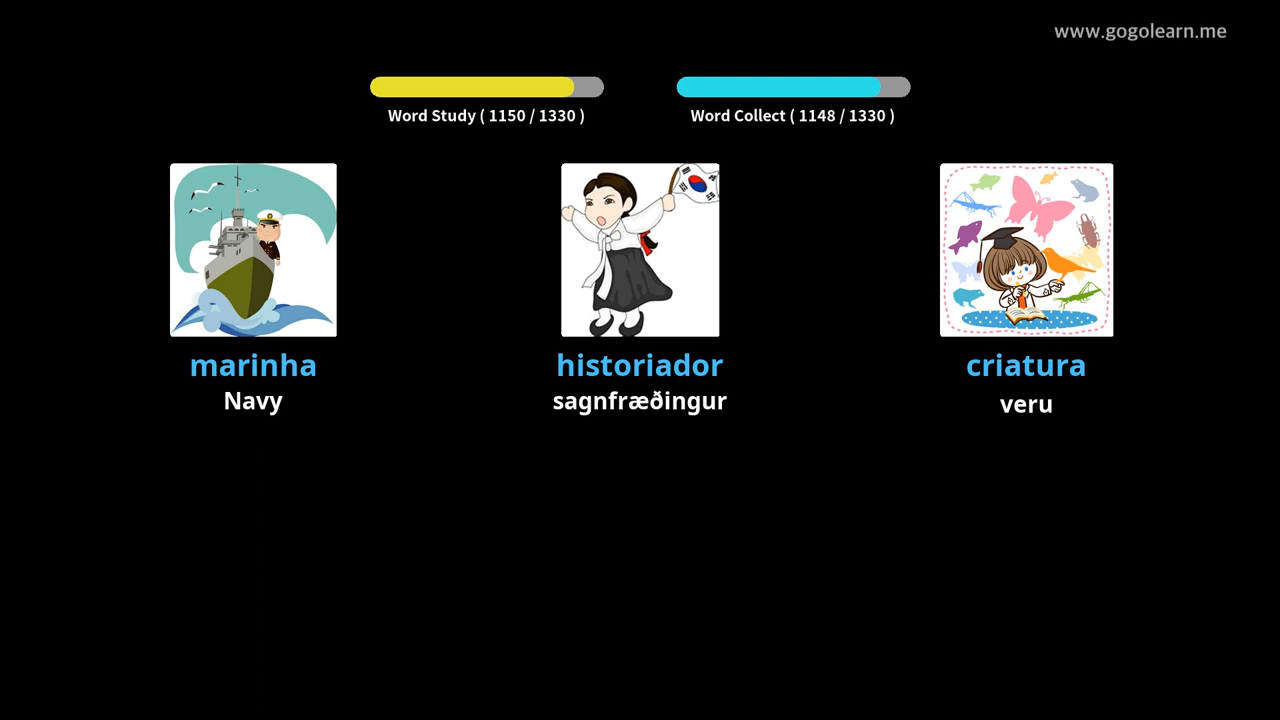 www.gogolearn.me
Word Study ( 1150 / 1330 )
Word Collect ( 1148 / 1330 )
marinha
historiador
criatura
Navy
sagnfræðingur
veru